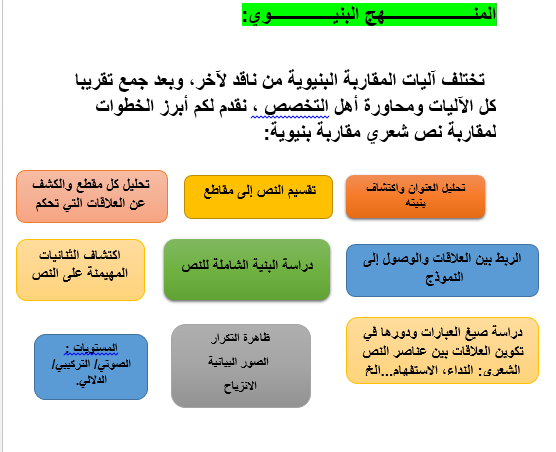 المنـــــــــهج البنيـــــــــوي:
تختلف آليات المقاربة البنيوية من ناقد لآخر، وبعد جمع تقريبا
كل الآليات ومحاورة أهل التخصص ، نقدم لكم أبرز الخطوات
لمقاربة نص شعري مقاربة بنيوية:
تحليل العنوان واكتشاف
بنيته
تقسيم النص إلى مقاطع
تحليل كل مقطع والكشف
عن العلاقات التي تحكم
الربط بين العلاقات والوصول إلى
النموذج
دراسة البنية الشاملة للنص
اكتشاف الثنائيات
المهيمنة على النص
دراسة صيغ العبارات ودورها في
تكوين العلاقات بين عناصر النص
الشعري: النداء، الاستفهام...الخ
ظاهرة التكرار
الصور البيانية
الانزياح
المستويات :
الصوتي/ التركيبي/
الدلالي.